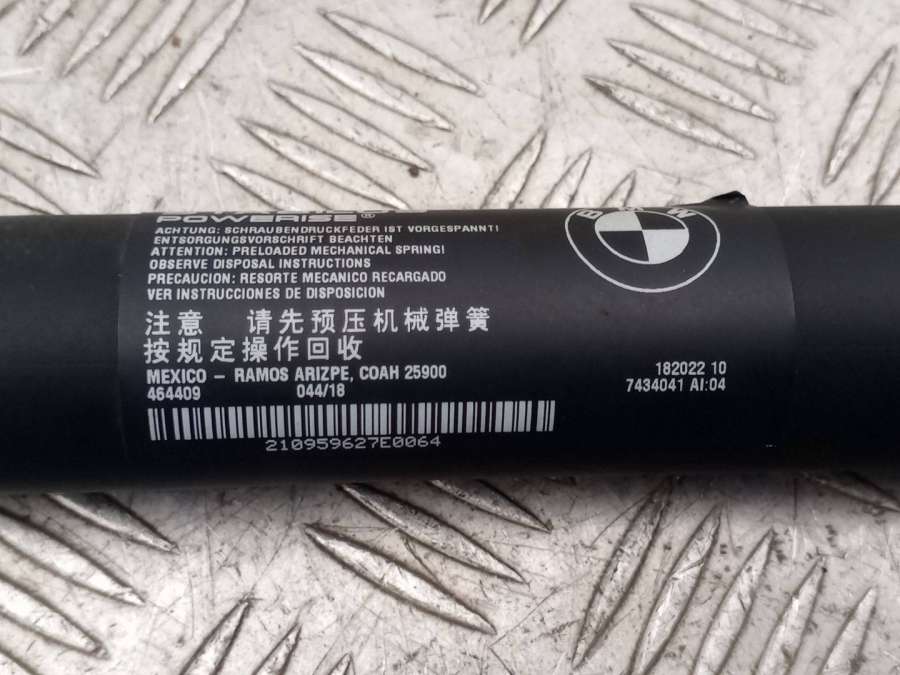 POWERISE®
ACHTUNG: SCHRAUBENDRUCKFEDER IST VORGESPANNT!
ENTSORGUNGSVORSCHRIFT BEACHTEN
ATTENTION: PRELOADED MECHANICAL SPRING!
OBSERVE DISPOSAL INSTRUCTIONS
PRECAUCION: RESORTE MECANICO RECARGADO
VER INSTRUCCIONES DE DISPOSICION
注意 请先预压机械弹簧
按规定操作回收
MEXICO - RAMOS ARIZPE, COAH 25900
464409 044/18
210959627E0064
BMW
182022 10
7434041 AI:04